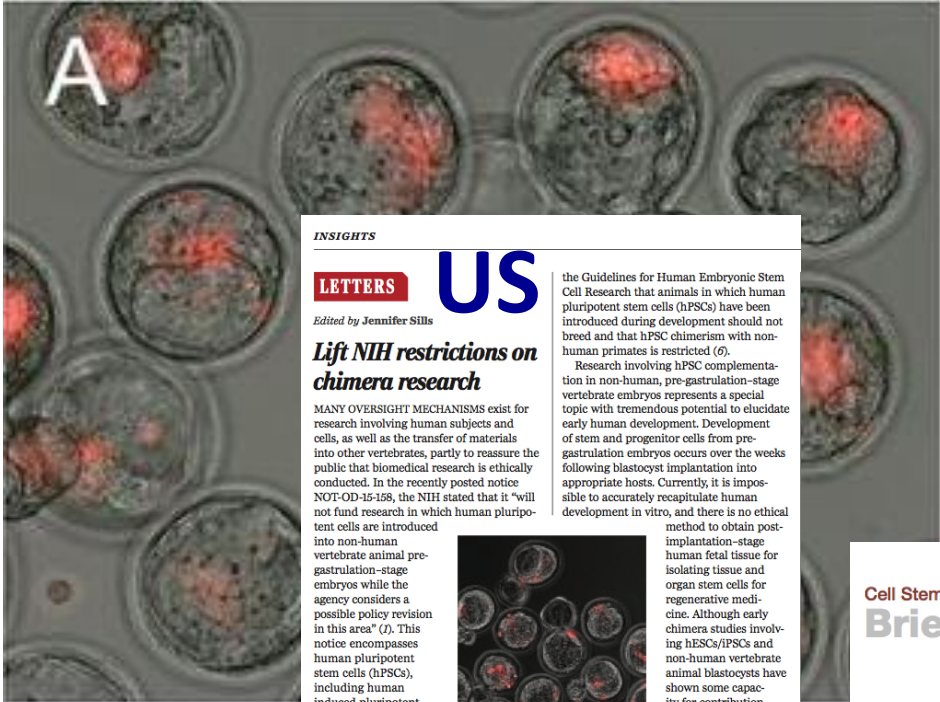 A
INSIGHTS
US
LETTERS
Edited by Jennifer Sills
Lift NIH restrictions on
chimera research
MANY OVERSIGHT MECHANISMS exist for
research involving human subjects and
cells, as well as the transfer of materials
into other vertebrates, partly to reassure the
public that biomedical research is ethically
conducted. In the recently posted notice
NOT-OD-15-158, the NIH stated that it “will
not fund research in which human pluripo-
tent cells are introduced
into non-human
vertebrate animal pre-
gastrulation–stage
embryos while the
agency considers a
possible policy revision
in this area” (1). This
notice encompasses
human pluripotent
stem cells (hPSCs),
including human
induced pluripotent
the Guidelines for Human Embryonic Stem
Cell Research that animals in which human
pluripotent stem cells (hPSCs) have been
introduced during development should not
breed and that hPSC chimerism with non-
human primates is restricted (6).
Research involving hPSC complementa-
tion in non-human, pre-gastrulation–stage
vertebrate embryos represents a special
topic with tremendous potential to elucidate
early human development. Development
of stem and progenitor cells from pre-
gastrulation embryos occurs over the weeks
following blastocyst implantation into
appropriate hosts. Currently, it is impos-
sible to accurately recapitulate human
development in vitro, and there is no ethical
method to obtain post-
implantation–stage
human fetal tissue for
isolating tissue and
organ stem cells for
regenerative medi-
cine. Although early
chimera studies involv-
ing hESCs/iPSCs and
non-human vertebrate
animal blastocysts have
shown some capac-
ity for contribution
Cell Stem
Brie